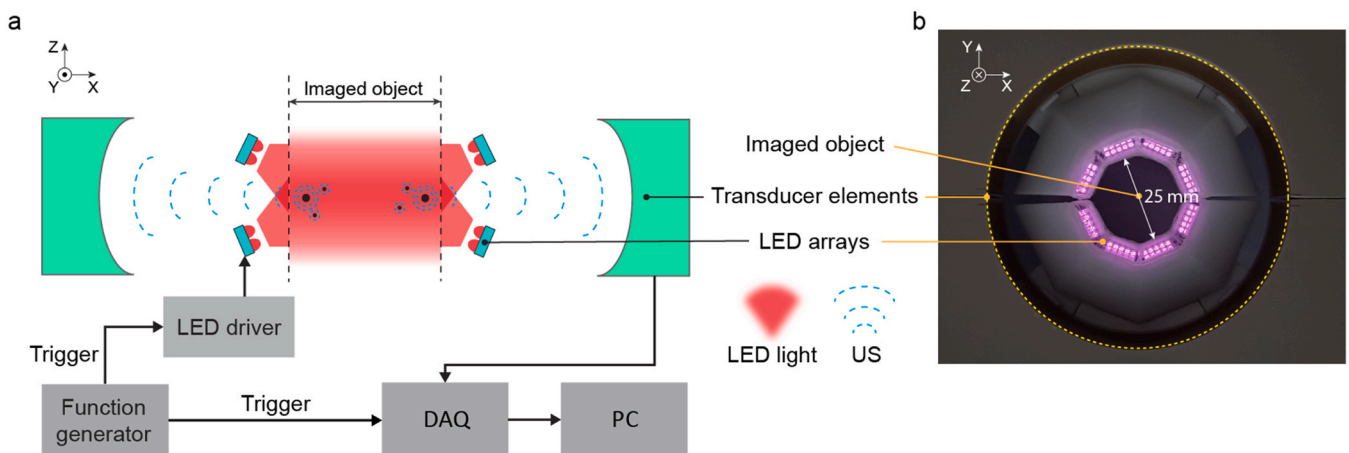 a
Z
Y
X
Imaged object
LED driver
Trigger
Function
generator
Trigger
DAQ
PC
LED light
US
b
Y
Z
X
Imaged object
Transducer elements
LED arrays
25 mm